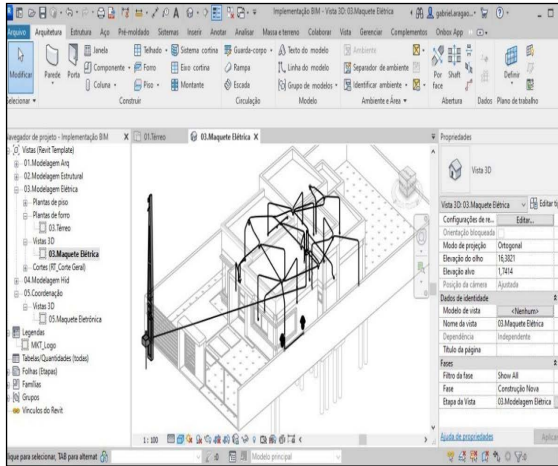 Implementação BIM - Vista 3D: 03.Maquete Elétrica
gabriel.aragao...
Arquivo Arquitetura Estrutura Aço Pré-moldado Sistemas Inserir Anotar Analisar Massa e terreno Colaborar Vista Gerenciar Complementos Onbox App
Modificar
Parede
Porta
Janela
Componente
Coluna
Telhado
Forro
Piso
Sistema cortina
Eixo cortina
Montante
Guarda-corpo
Rampa
Escada
Texto do modelo
Linha do modelo
Grupo de modelos
Ambiente
Separador de ambiente
Identificar ambiente
Por face
Shaft
Definir
Selecionar
Construir
Circulação
Modelo
Ambiente e Área
Abertura
Dados
Plano de trabalho
Navegador de projeto - Implementação BIM X
01.Térreo
03.Maquete Elétrica X
Vistas (Revit Template)
01.Modelagem Arq
02.Modelagem Estrutural
03.Modelagem Elétrica
Plantas de piso
Plantas de forro
03.Térreo
Vistas 3D
03.Maquete Elétrica
Cortes (RT_Corte Geral)
04.Modelagem Hid
05.Coordenação
Vistas 3D
05.Maquete Eletrônica
Legendas
MKT_Logo
Tabelas/Quantidades (todas)
Folhas (Etapas)
Famílias
Grupos
Vínculos do Revit
Propriedades
Vista 3D
Vista 3D: 03.Maquete Elétrica
Editar tip
Configurações de re... Editar...
Orientação bloqueada
Modo de projeção Ortogonal
Elevação do olho 16,3821
Elevação alvo 1,7414
Posição da câmera Ajustada
Dados de identidade
Modelo de vista <Nenhum>
Nome da vista 03.Maquete Elétrica
Dependência Independente
Título da página
Fases
Filtro da fase Show All
Fase Construção Nova
Etapa da Vista 03.Modelagem Elétrica
Ajuda de propriedades
Aplicar
1 : 100
lique para selecionar, TAB para alternat
:0
Modelo principal
:0